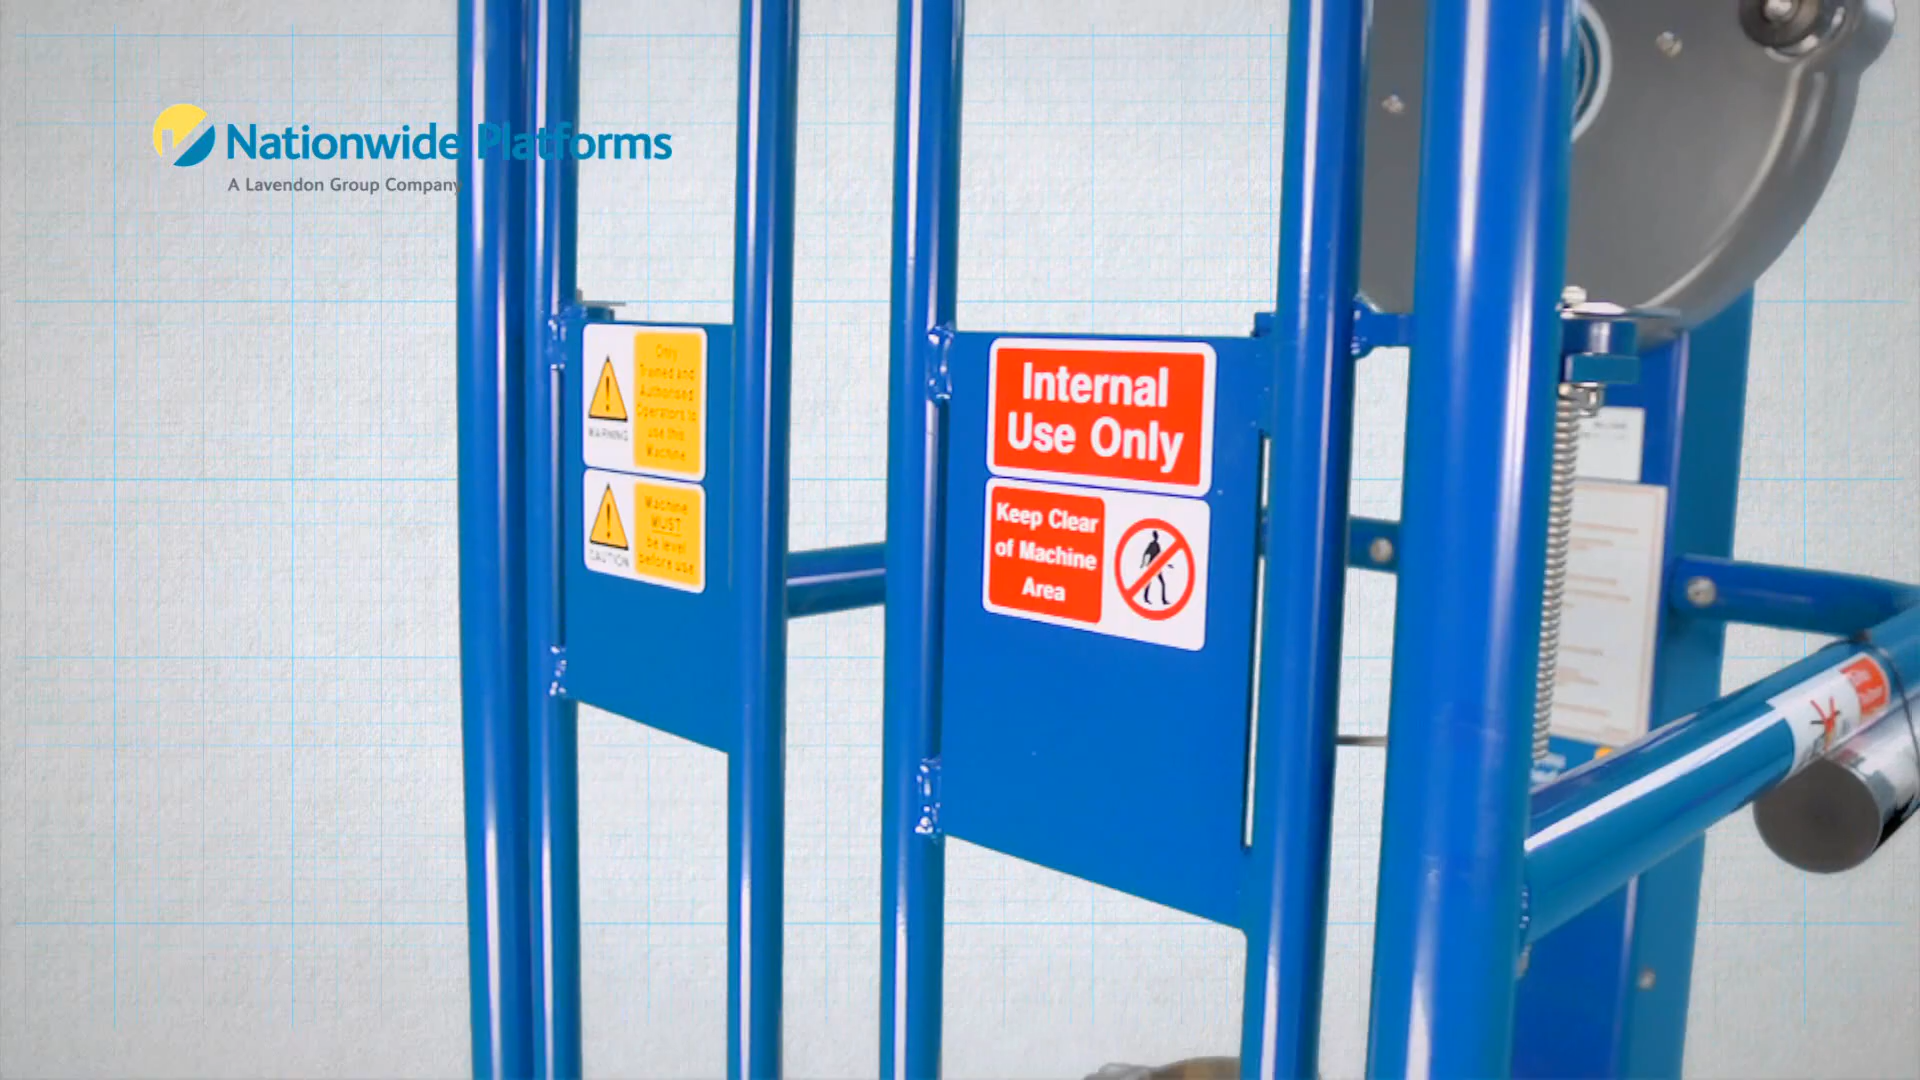 Nationwide Platforms
A Lavendon Group Company
Only
Trained and
Authorised
Operators to
use this
Machine
WARNING
Machine
MUST
be level
before use
CAUTION
Internal
Use Only
Keep Clear
of Machine
Area